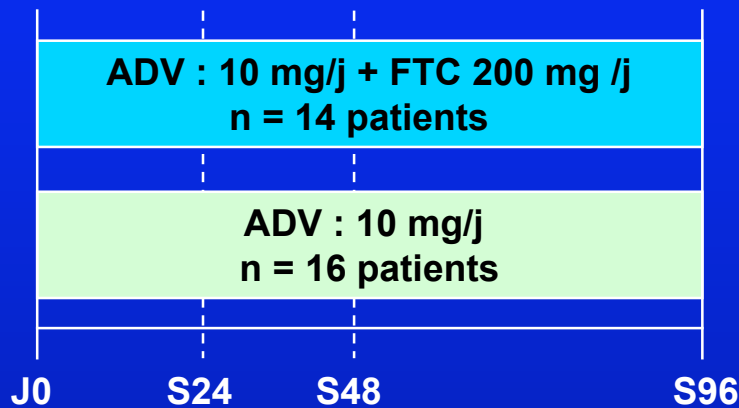 ADV : 10 mg/j + FTC 200 mg /j
n = 14 patients
ADV : 10 mg/j
n = 16 patients
J0 S24 S48 S96